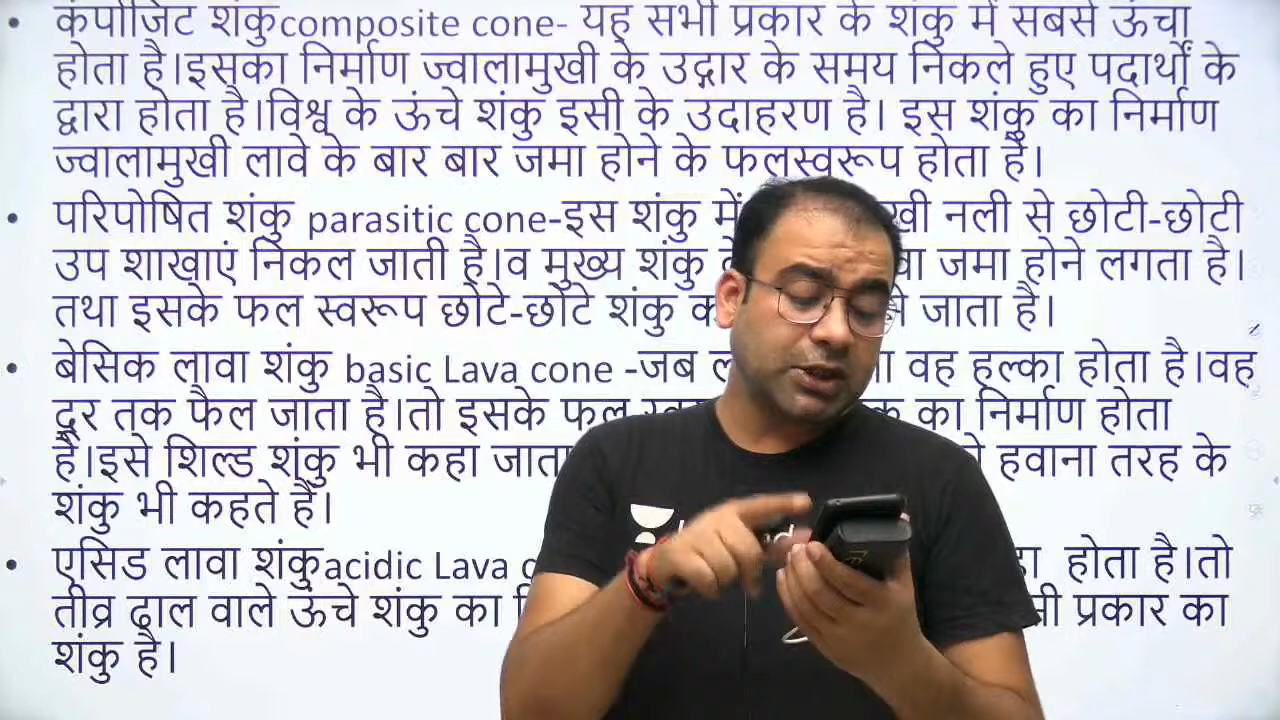 • कंपोजिट शंकुcomposite cone- यह सभी प्रकार के शंकु में सबसे ऊंचा
होता है।इसका निर्माण ज्वालामुखी के उद्गार के समय निकले हुए पदार्थों के
द्वारा होता है।विश्व के ऊंचे शंकु इसी के उदाहरण है। इस शंकु का निर्माण
ज्वालामुखी लावे के बार बार जमा होने के फलस्वरूप होता है।
• परिपोषित शंकु parasitic cone-इस शंकु में नली से छोटी-छोटी
उप शाखाएं निकल जाती है।व मुख्य शंकु जमा होने लगता है।
तथा इसके फल स्वरूप छोटे-छोटे शंकु जाता है।
• बेसिक लावा शंकु basic Lava cone -जब वह हल्का होता है।वह
दूर तक फैल जाता है।तो इसके फल का निर्माण होता
है।इसे शिल्ड शंकु भी कहा जाता हवाना तरह के
शंकु भी कहते हैं।
• एसिड लावा शंकुacidic Lava होता है।तो
तीव्र ढाल वाले ऊंचे शंकु का प्रकार का
शंकु है।